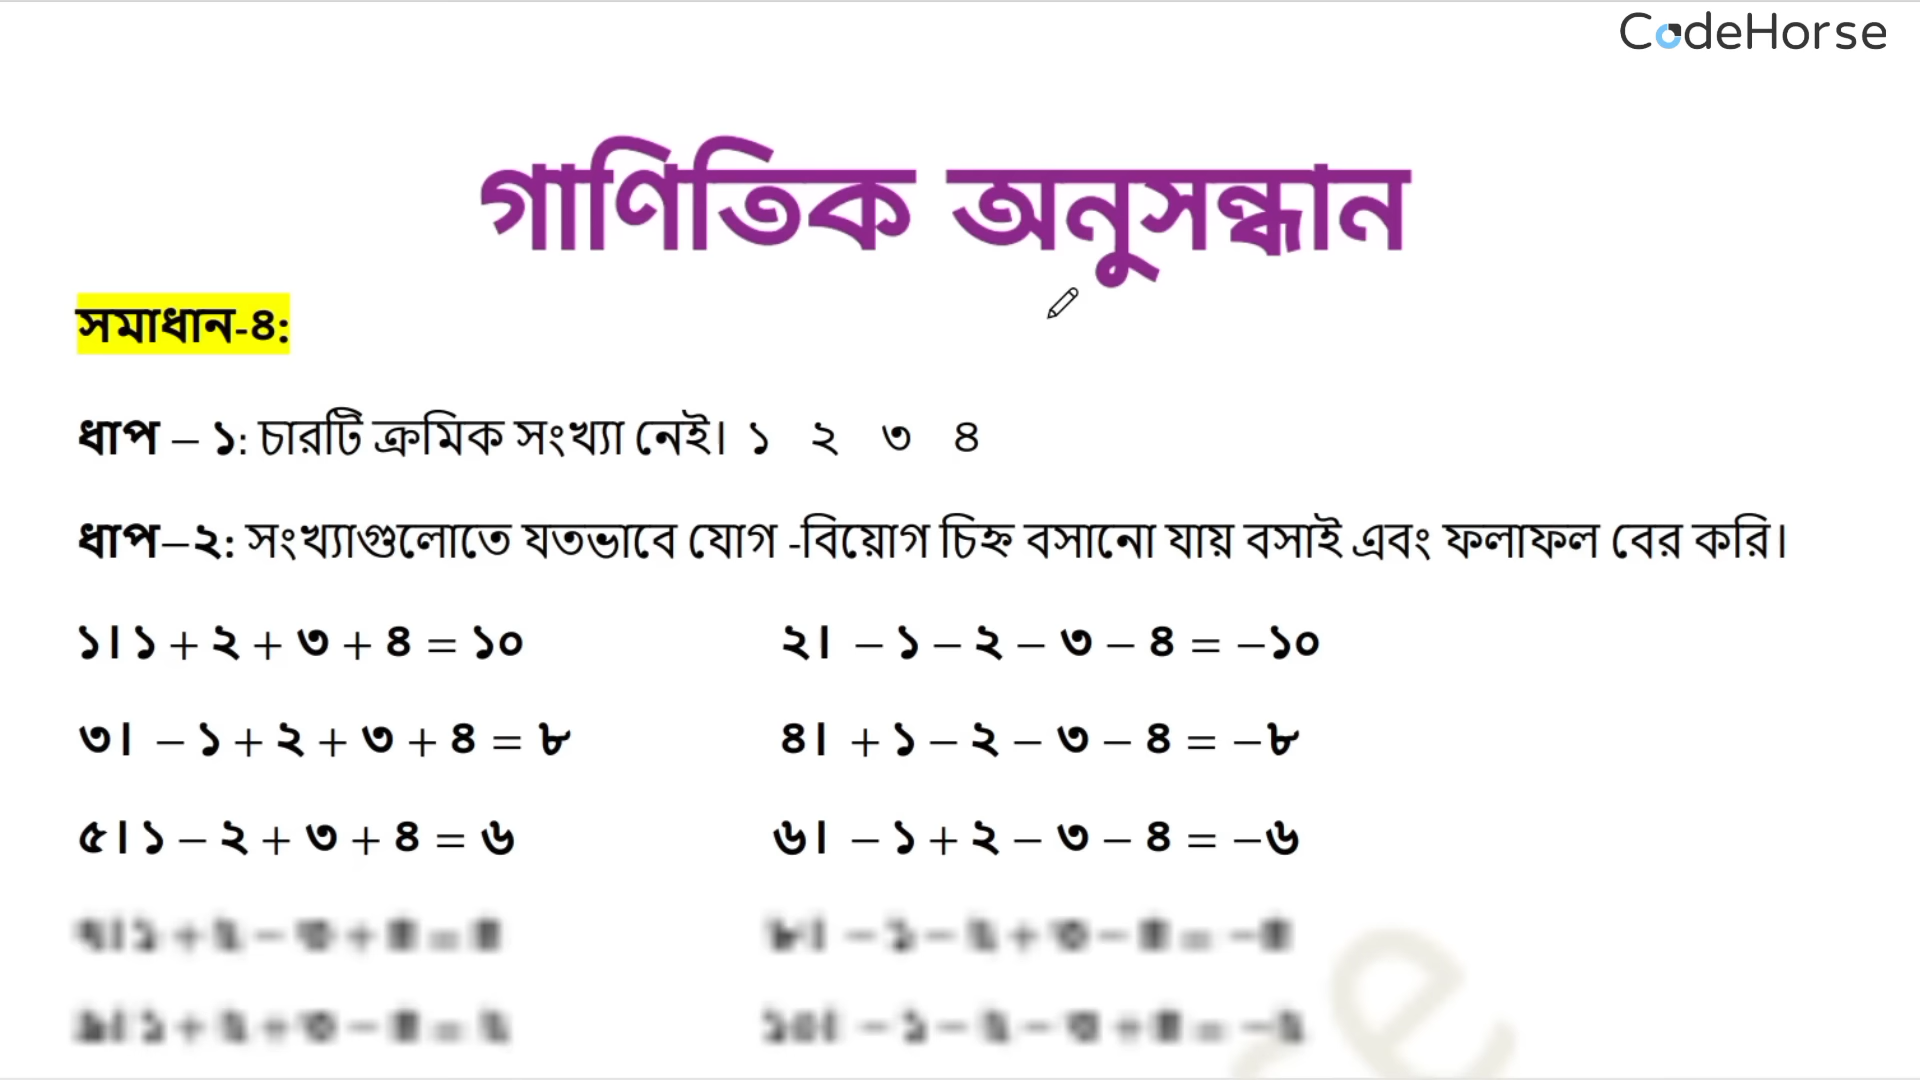 CodeHorse
গাণিতিক অনুসন্ধান
সমাধান-৪:
ধাপ – ১: চারটি ক্রমিক সংখ্যা নেই। ১ ২ ৩ ৪
ধাপ–২: সংখ্যাগুলোতে যতভাবে যোগ -বিয়োগ চিহ্ন বসানো যায় বসাই এবং ফলাফল বের করি।
১। ১ + ২ + ৩ + ৪ = ১০ ২। – ১ – ২ – ৩ – ৪ = –১০
৩। – ১ + ২ + ৩ + ৪ = ৮ ৪। + ১ – ২ – ৩ – ৪ = –৮
৫। ১ – ২ + ৩ + ৪ = ৬ ৬। – ১ + ২ – ৩ – ৪ = –৬